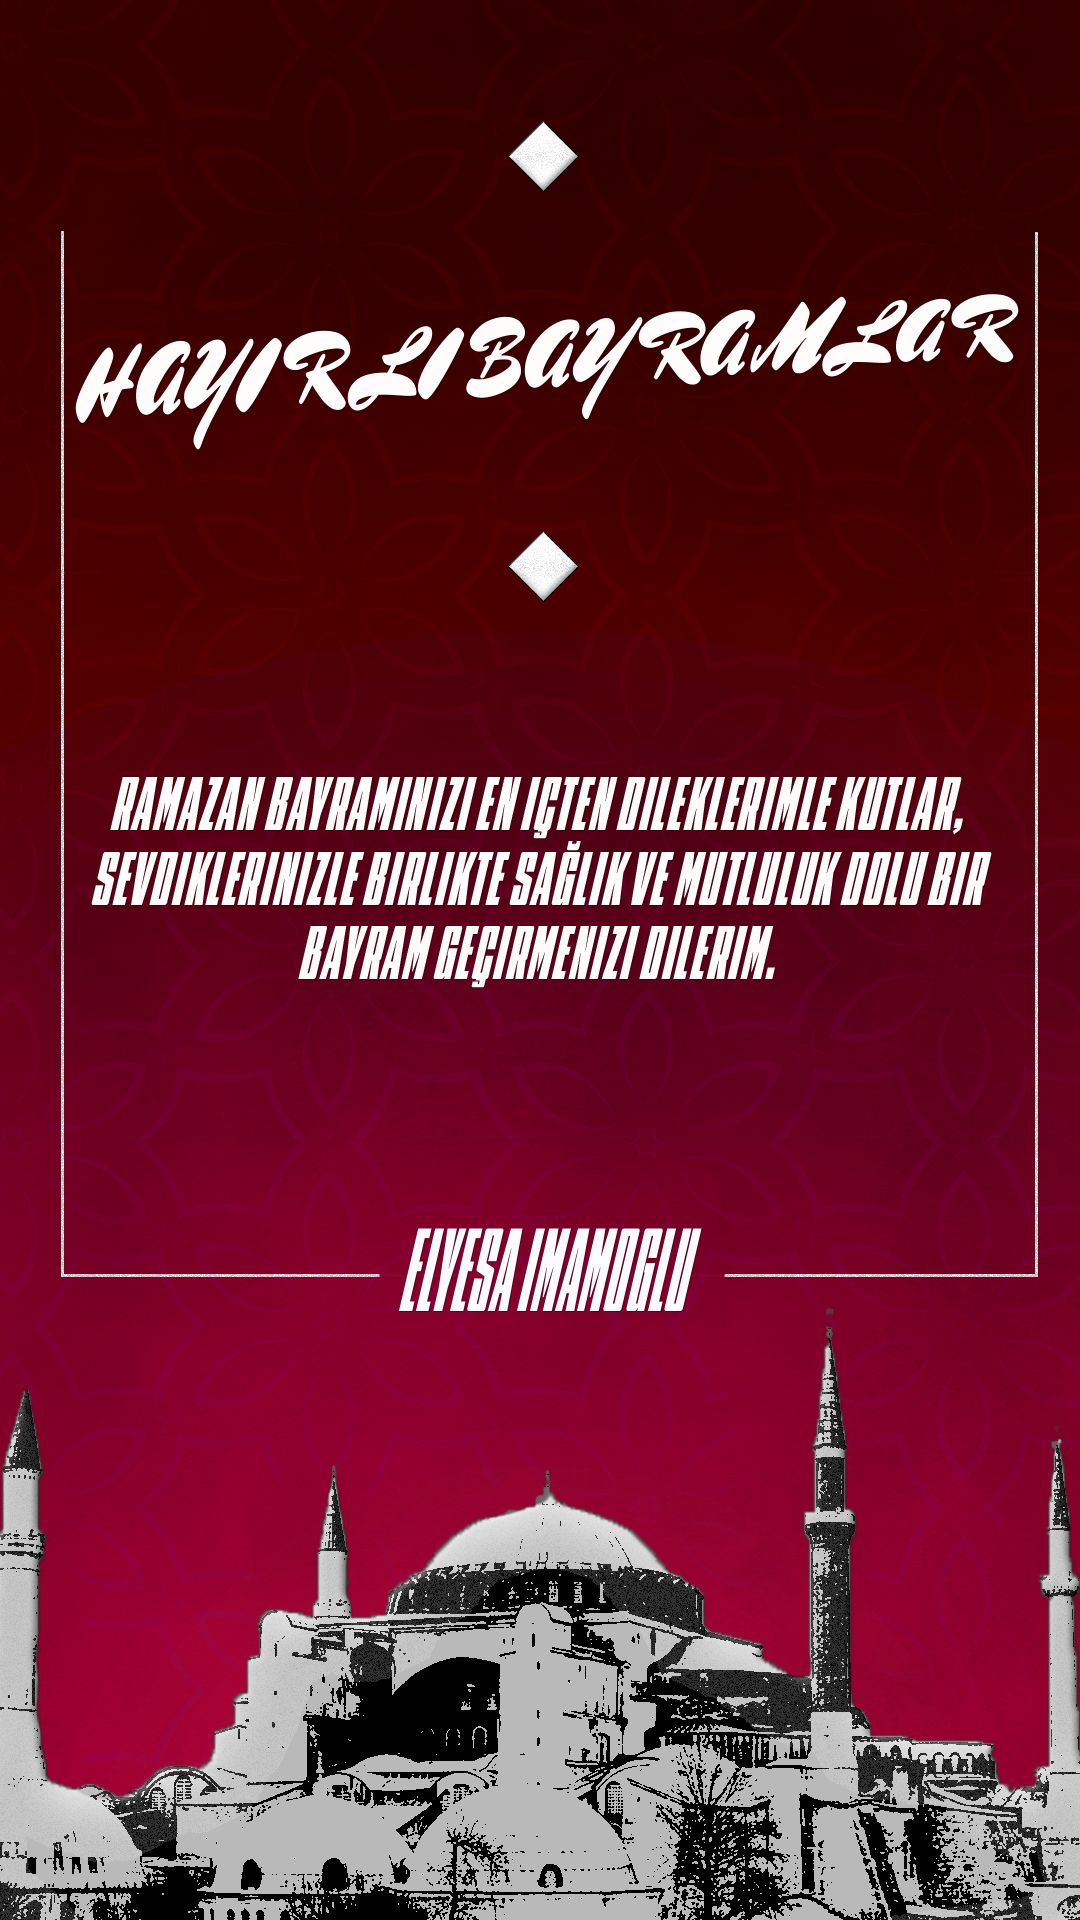 HAYIRLI BAYRAMLAR
RAMAZAN BAYRAMINIZI EN IÇTEN DILEKLERIMLE KUTLAR,
SEVDIKLERINIZLE BIRLIKTE SAĞLIK VE MUTLULUK DOLU BIR
BAYRAM GEÇIRMENIZI DILERIM.
ELYESA IMAMOGLU